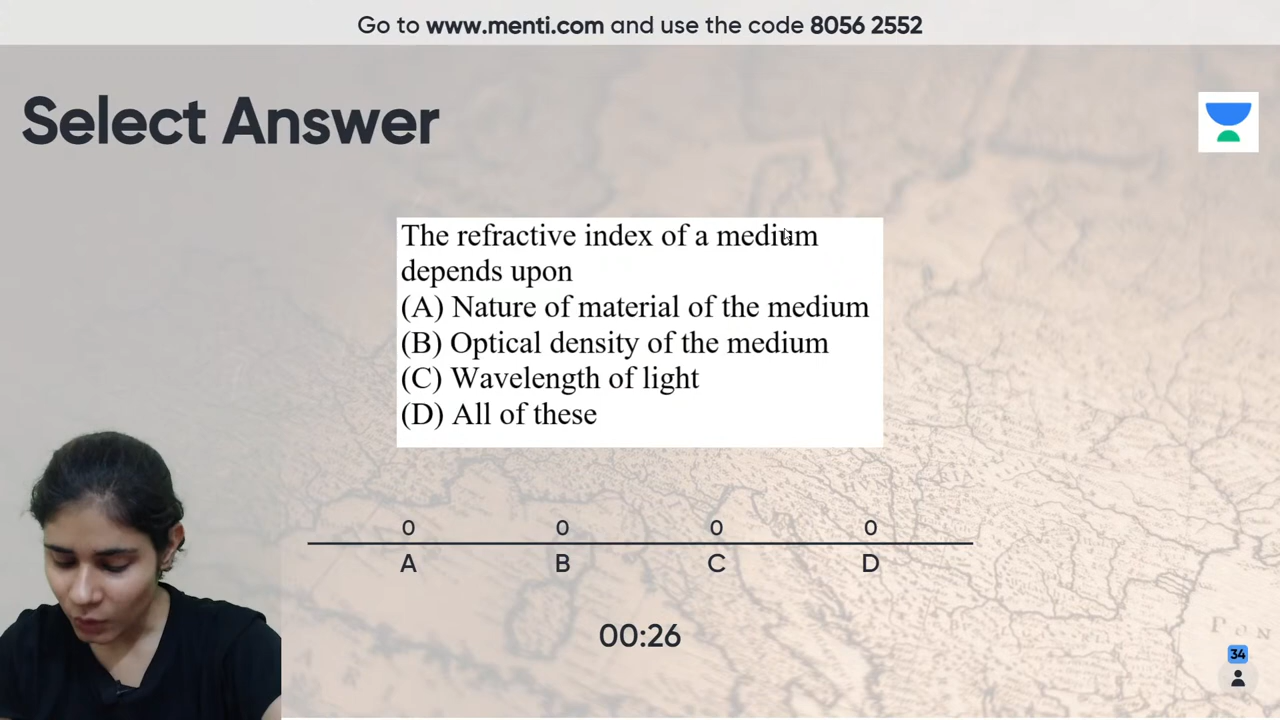 Go to www.menti.com and use the code 8056 2552
Select Answer
The refractive index of a medium
depends upon
(A) Nature of material of the medium
(B) Optical density of the medium
(C) Wavelength of light
(D) All of these
0 0 0 0
A B C D
00:26
34